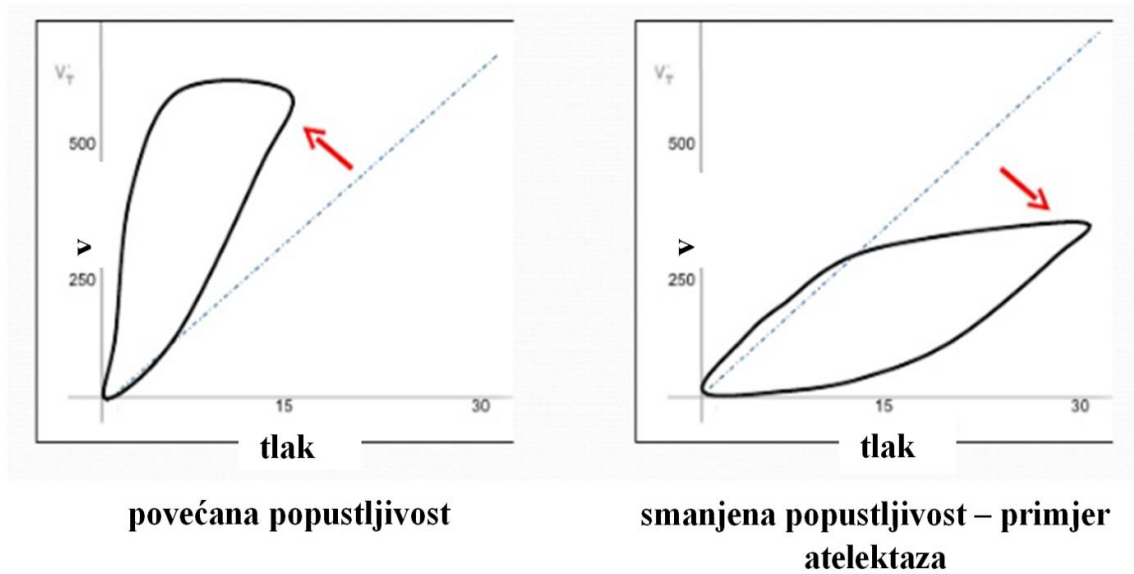 V̇T
500
v
250
15
30
tlak
povećana popustljivost
V̇T
500
v
250
15
30
tlak
smanjena popustljivost – primjer
atelektaza